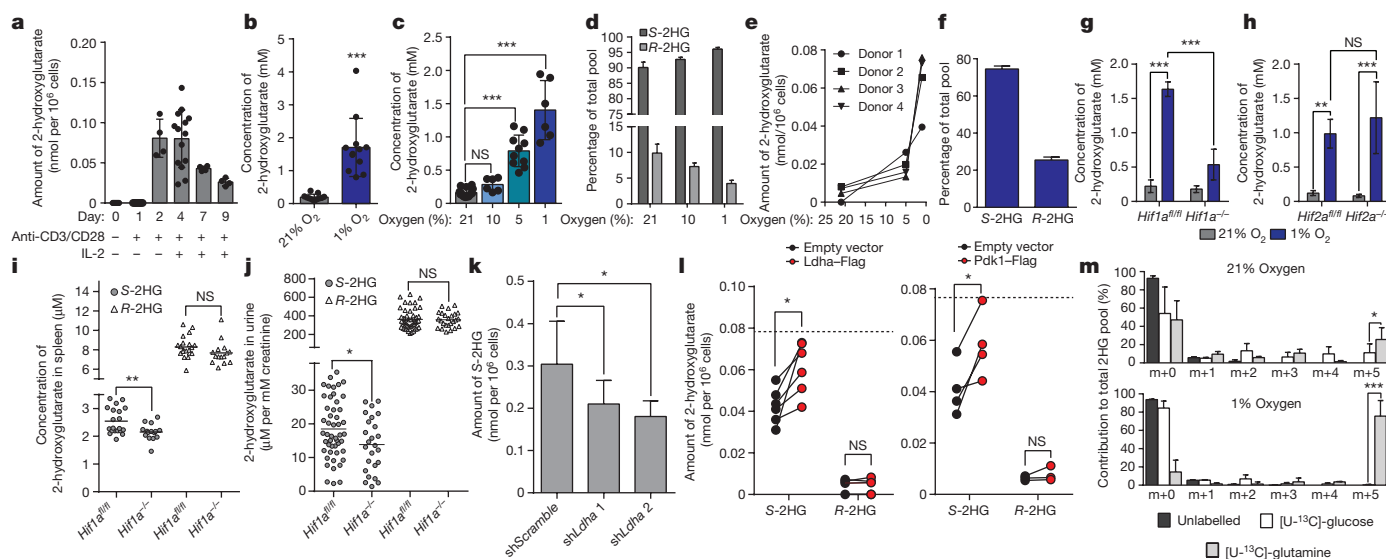 a
Amount of 2-hydroxyglutarate
(nmol per 10⁶ cells)
0.20
0.15
0.10
0.05
0
Day: 0 1 2 4 7 9
Anti-CD3/CD28 – + + + + +
IL-2 – – – + + +
b
Concentration of
2-hydroxyglutarate (mM)
5
4
3
2
1
0
***
21% O₂
1% O₂
c
Concentration of
2-hydroxyglutarate (mM)
2.5
2.0
1.5
1.0
0.5
0
***
***
NS
Oxygen (%): 21 10 5 1
d
Percentage of total pool
100
95
90
85
80
15
10
5
0
S-2HG
R-2HG
Oxygen (%): 21 10 1
e
Amount of 2-hydroxyglutarate
(nmol/10⁶ cells)
0.08
0.04
0
Donor 1
Donor 2
Donor 3
Donor 4
25 20 15 10 5 0
Oxygen (%):
f
Percentage of total pool
80
60
40
20
0
S-2HG
R-2HG
g
Concentration of
2-hydroxyglutarate (mM)
2.0
1.5
1.0
0.5
0
***
***
Hif1a^fl/fl
Hif1a^–/–
h
Concentration of
2-hydroxyglutarate (mM)
2.0
1.5
1.0
0.5
0
NS
**
***
Hif2a^fl/fl
Hif2a^–/–
21% O₂
1% O₂
i
Concentration of
2-hydroxyglutarate in spleen (μM)
14
12
10
8
6
4
3
2
1
0
S-2HG
R-2HG
NS
**
Hif1a^fl/fl
Hif1a^–/–
Hif1a^fl/fl
Hif1a^–/–
j
2-hydroxyglutarate in urine
(μM per mM creatinine)
800
600
500
400
300
200
40
30
20
10
0
S-2HG
R-2HG
NS
*
Hif1a^fl/fl
Hif1a^–/–
Hif1a^fl/fl
Hif1a^–/–
k
Amount of S-2HG
(nmol per 10⁶ cells)
0.5
0.4
0.3
0.2
0.1
0
*
*
shScramble
shLdha 1
shLdha 2
l
Amount of 2-hydroxyglutarate
(nmol per 10⁶ cells)
Empty vector
Ldha–Flag
0.100
0.08
0.06
0.04
0.02
0
*
NS
S-2HG
R-2HG
Empty vector
Pdk1–Flag
0.08
0.06
0.04
0.02
0
*
NS
S-2HG
R-2HG
m
Contribution to total 2HG pool (%)
21% Oxygen
100
80
60
40
20
0
*
m+0 m+1 m+2 m+3 m+4 m+5
1% Oxygen
100
80
60
40
20
0
***
m+0 m+1 m+2 m+3 m+4 m+5
Unlabelled
[U-¹³C]-glucose
[U-¹³C]-glutamine